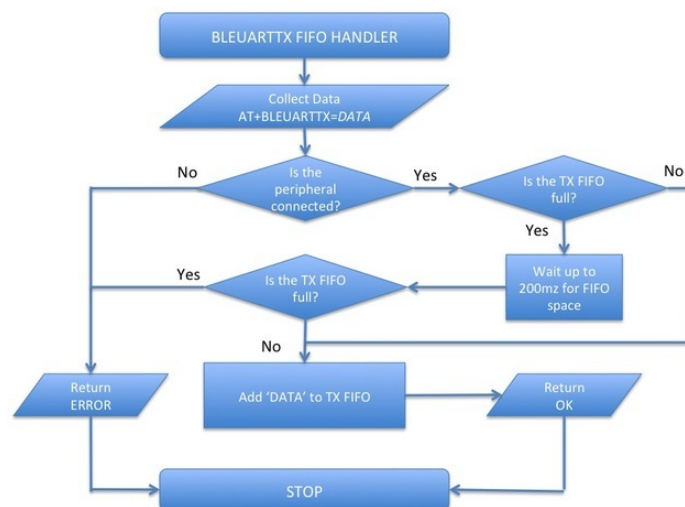 BLEUARTTX FIFO HANDLER
Collect Data
AT+BLEUARTTX=DATA
No
Is the
peripheral
connected?
Yes
Is the TX FIFO
full?
No
Yes
Wait up to
200mz for FIFO
space
Yes
Is the TX FIFO
full?
No
Return
ERROR
Add 'DATA' to TX FIFO
Return
OK
STOP